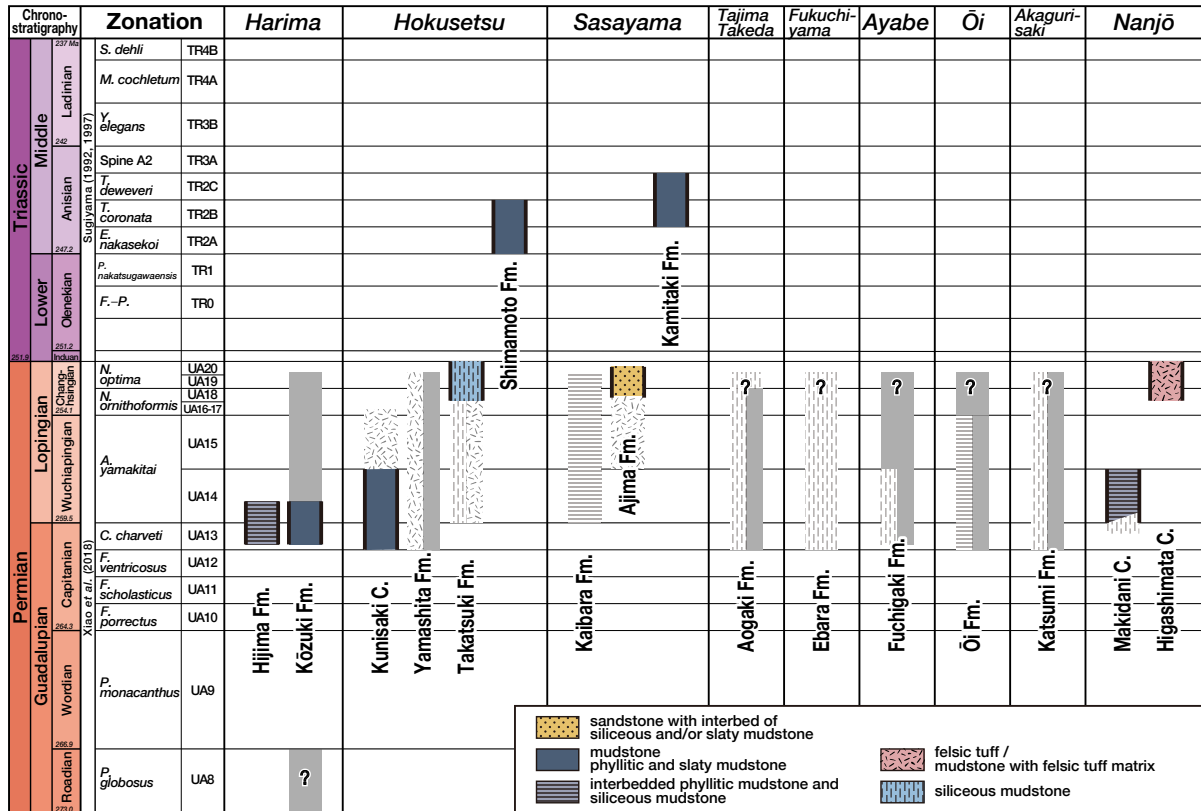 Chrono-
stratigraphy
Zonation
Harima
Hokusetsu
Sasayama
Tajima
Takeda
Fukuchi-
yama
Ayabe
Ōi
Akaguri-
saki
Nanjō
Triassic
Middle
Lower
Ladinian
Anisian
Olenekian
Induan
237 Ma
242
247.2
251.2
251.9
Sugiyama (1992, 1997)
S. dehli
TR4B
M. cochletum
TR4A
Y.
elegans
TR3B
Spine A2
TR3A
T.
deweveri
TR2C
T.
coronata
TR2B
E.
nakasekoi
TR2A
P.
nakatsugawaensis
TR1
F.–P.
TR0
Permian
Lopingian
Guadalupian
Chang-
hsingian
Wuchiapingian
Capitanian
Wordian
Roadian
254.1
259.5
264.3
266.9
273.0
Xiao et al. (2018)
N.
optima
UA20
UA19
N.
ornithoformis
UA18
UA16-17
A.
yamakitai
UA15
UA14
C. charveti
UA13
F.
ventricosus
UA12
F.
scholasticus
UA11
F.
porrectus
UA10
P.
monacanthus
UA9
P.
globosus
UA8
Hijima Fm.
Kōzuki Fm.
?
Kunisaki C.
Yamashita Fm.
Takatsuki Fm.
Shimamoto Fm.
Kaibara Fm.
Ajima Fm.
Kamitaki Fm.
?
Aogaki Fm.
?
Ebara Fm.
?
Fuchigaki Fm.
?
Ōi Fm.
?
Katsumi Fm.
Makidani C.
Higashimata C.
sandstone with interbed of
siliceous and/or slaty mudstone
mudstone
phyllitic and slaty mudstone
interbedded phyllitic mudstone and
siliceous mudstone
felsic tuff /
mudstone with felsic tuff matrix
siliceous mudstone